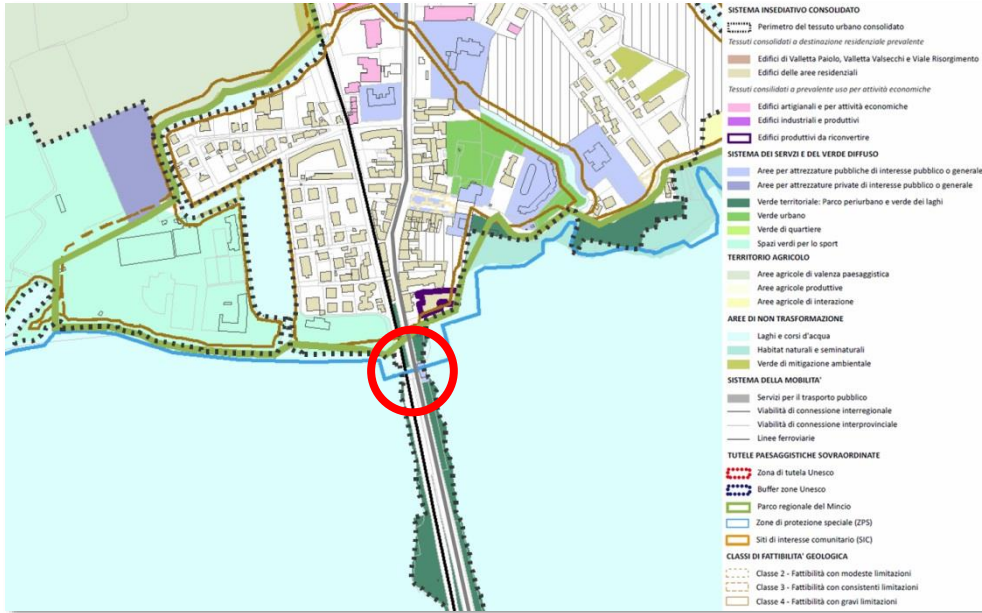 SISTEMA INSEDIATIVO CONSOLIDATO
Perimetro del tessuto urbano consolidato
Tessuti consolidati a destinazione residenziale prevalente
Edifici di Valletta Paiolo, Valletta Valsecchi e Viale Risorgimento
Edifici delle aree residenziali
Tessuti consilidati a prevalente uso per attività economiche
Edifici artigianali e per attività economiche
Edifici industriali e produttivi
Edifici produttivi da riconvertire
SISTEMA DEI SERVZI E DEL VERDE DIFFUSO
Aree per attrezzature pubbliche di interesse pubblico o generale
Aree per attrezzature private di interesse pubblico o generale
Verde territoriale: Parco periurbano e verde dei laghi
Verde urbano
Verde di quartiere
Spazi verdi per lo sport
TERRITORIO AGRICOLO
Aree agricole di valenza paesaggistica
Aree agricole produttive
Aree agricole di interazione
AREE DI NON TRASFORMAZIONE
Laghi e corsi d'acqua
Habitat naturali e seminaturali
Verde di mitigazione ambientale
SISTEMA DELLA MOBILITA'
Servizi per il trasporto pubblico
Viabilità di connessione interregionale
Viabilità di connessione interprovinciale
Linee ferroviarie
TUTELE PAESAGGISTICHE SOVRAORDINATE
Zona di tutela Unesco
Buffer zone Unesco
Parco regionale del Mincio
Zone di protezione speciale (ZPS)
Siti di interesse comunitario (SIC)
CLASSI DI FATTIBILITA' GEOLOGICA
Classe 2 - Fattibilità con modeste limitazioni
Classe 3 - Fattibilità con consistenti limitazioni
Classe 4 - Fattibilità con gravi limitazioni